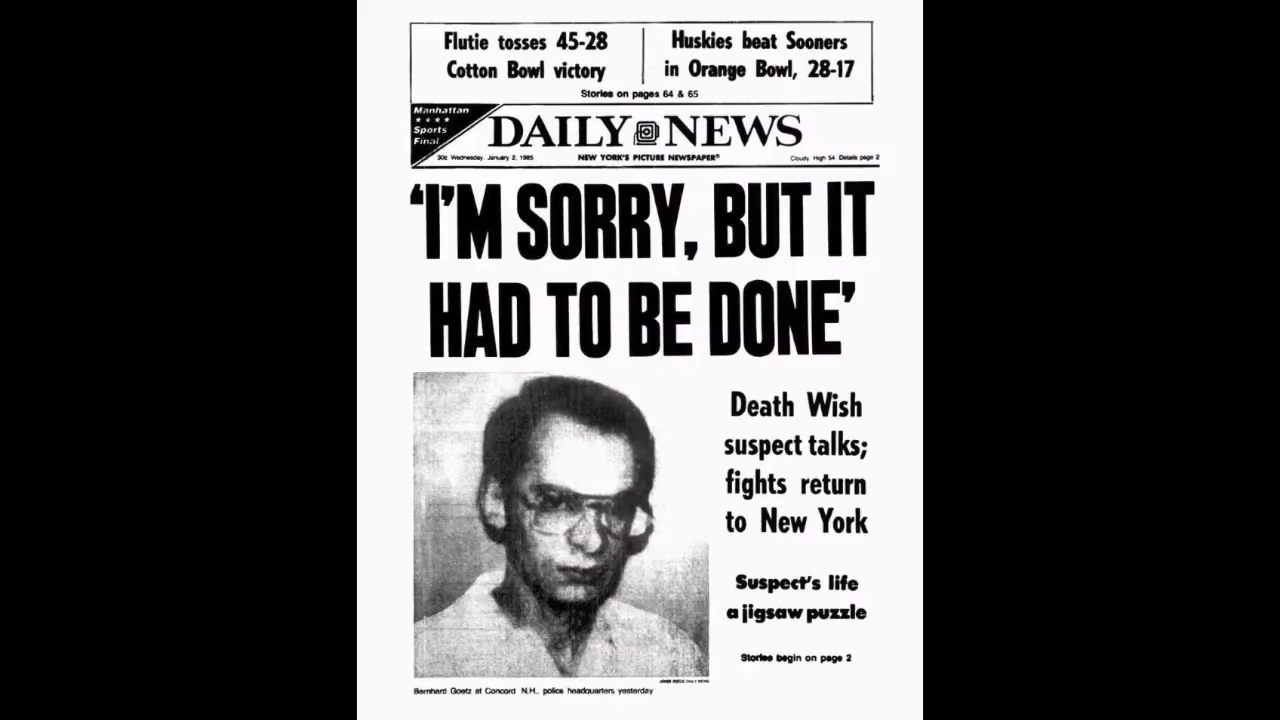 Flutie tosses 45-28
Cotton Bowl victory
Huskies beat Sooners
in Orange Bowl, 28-17
Stories on pages 64 & 65
Manhattan
★★★★
Sports
Final
DAILY NEWS
30¢ Wednesday, January 2, 1985
NEW YORK'S PICTURE NEWSPAPER®
Cloudy, High 54 Details page 2
'I'M SORRY, BUT IT
HAD TO BE DONE'
Death Wish
suspect talks;
fights return
to New York
Suspect's life
a jigsaw puzzle
Stories begin on page 2
DAILY NEWS
Bernhard Goetz at Concord N.H., police headquarters yesterday